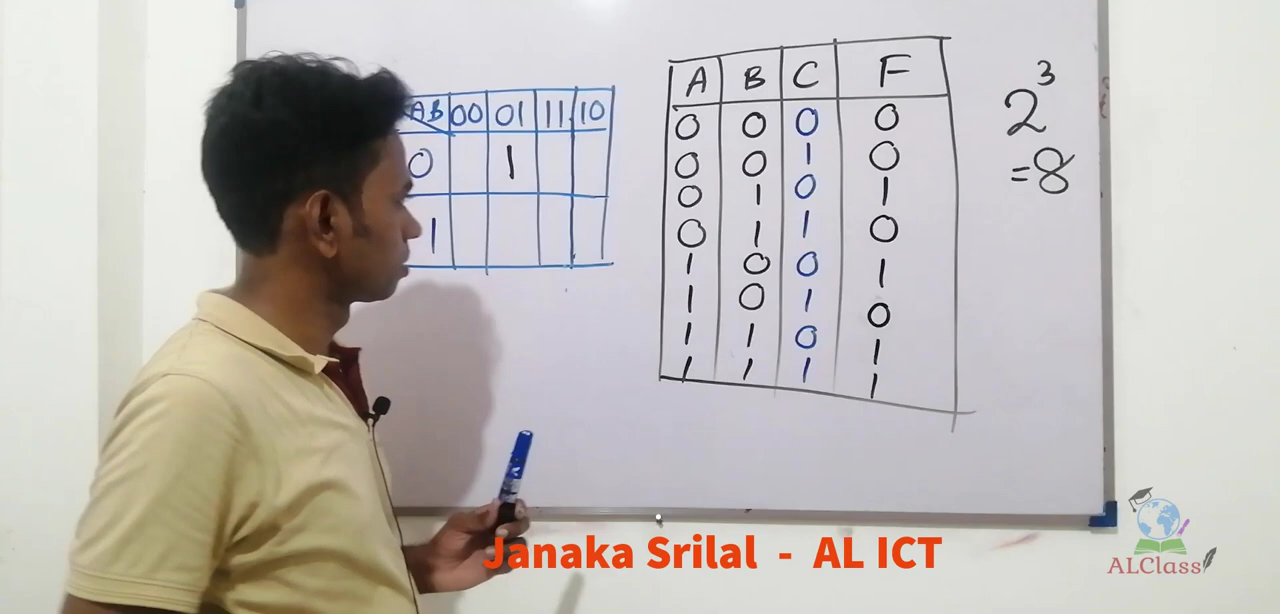 AB 00 01 11 10
0 1
1
A B C F
0 0 0 0
0 0 1 0
0 1 0 1
0 1 1 0
1 0 0 1
1 0 1 0
1 1 0 1
1 1 1 1
2³
=8
Janaka Srilal - AL ICT
ALClass